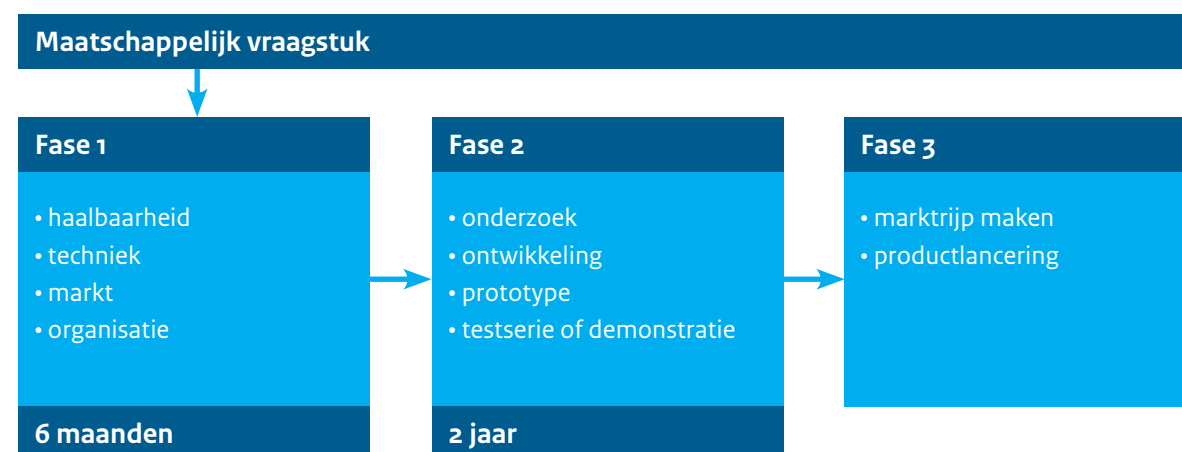 Maatschappelijk vraagstuk
Fase 1
• haalbaarheid
• techniek
• markt
• organisatie
6 maanden
Fase 2
• onderzoek
• ontwikkeling
• prototype
• testserie of demonstratie
2 jaar
Fase 3
• marktrijp maken
• productlancering